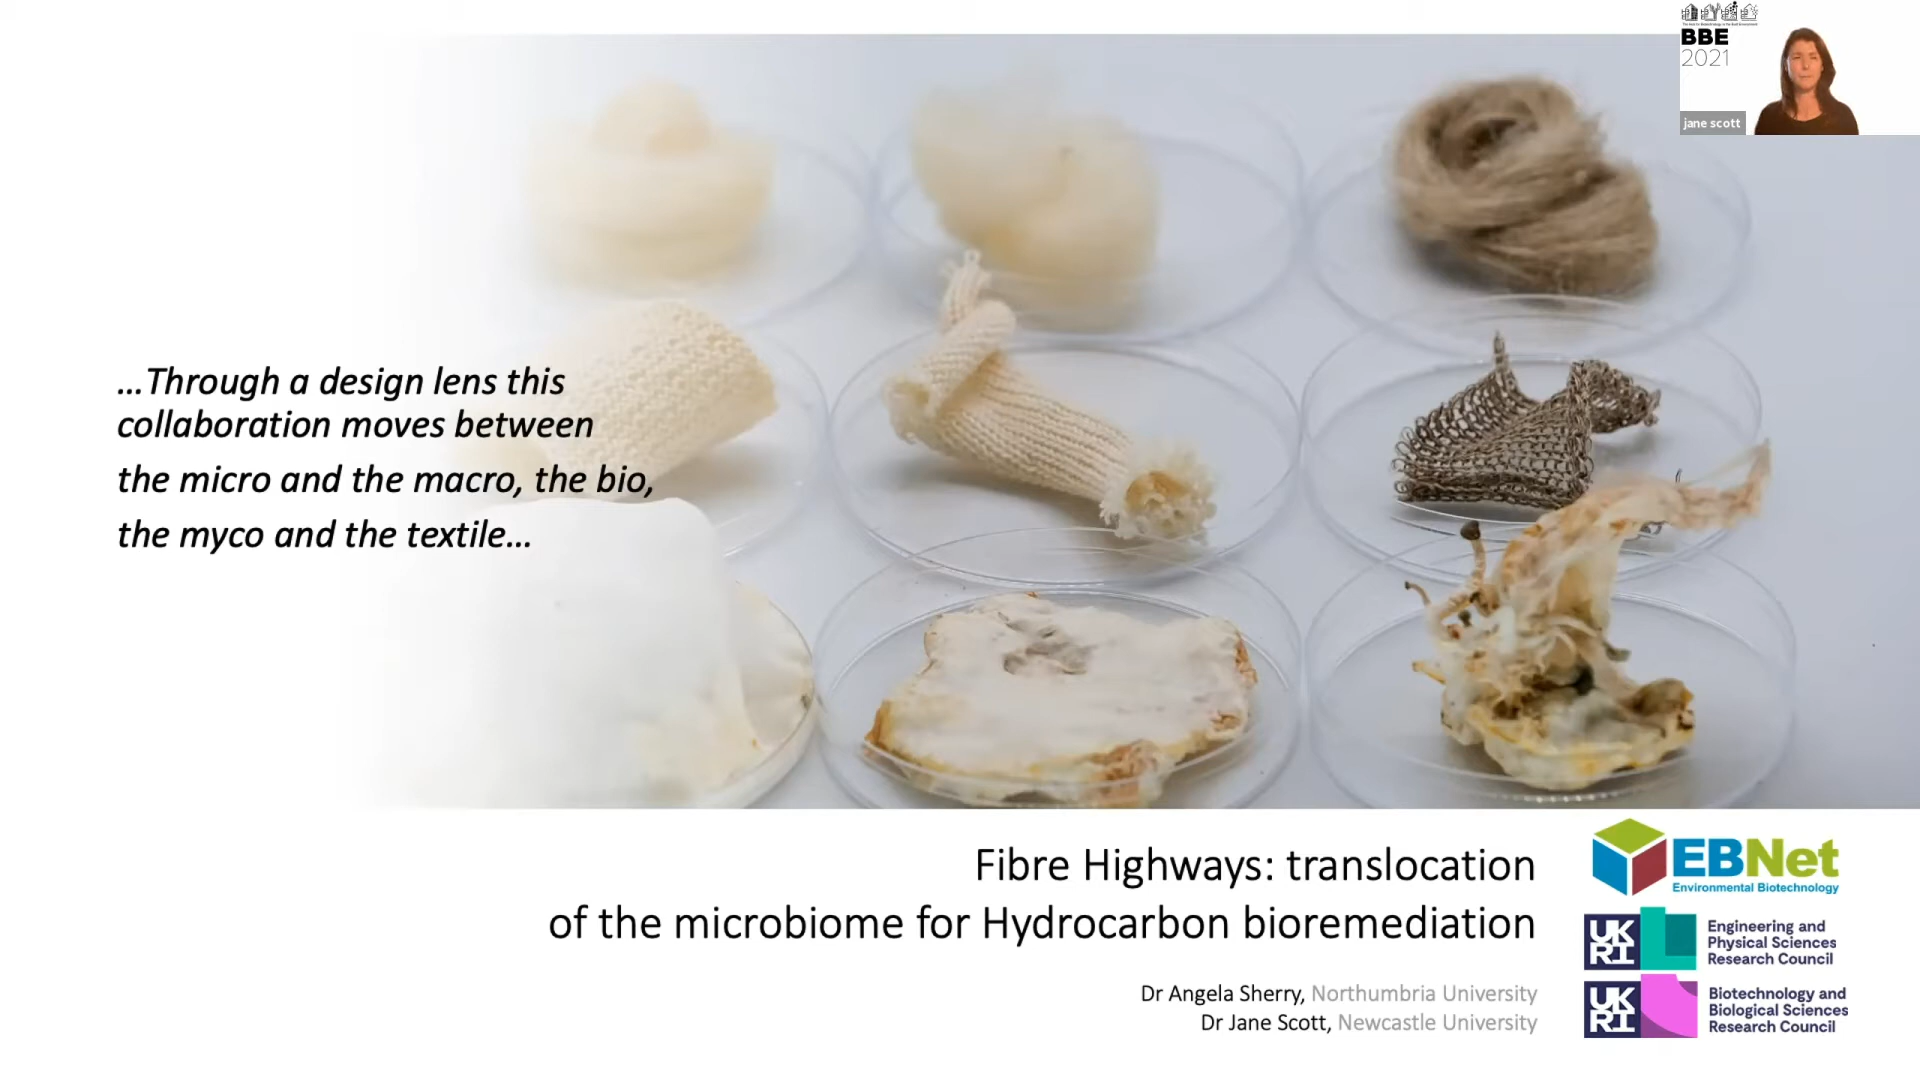 BBE
2021
jane scott
…Through a design lens this
collaboration moves between
the micro and the macro, the bio,
the myco and the textile…
Fibre Highways: translocation
of the microbiome for Hydrocarbon bioremediation
Dr Angela Sherry, Northumbria University
Dr Jane Scott, Newcastle University
EBNet
Environmental Biotechnology
UK
RI
Engineering and
Physical Sciences
Research Council
UK
RI
Biotechnology and
Biological Sciences
Research Council